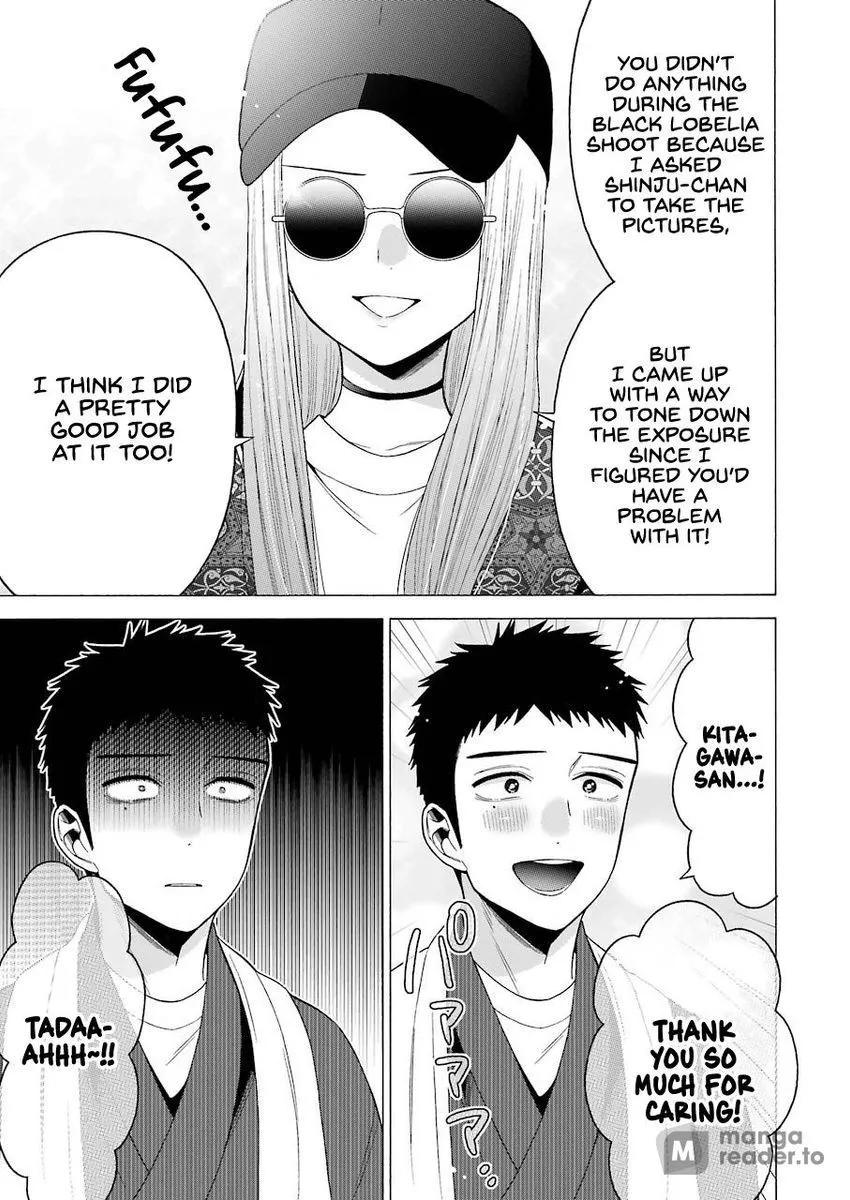 YOU DIDN'T
DO ANYTHING
DURING THE
BLACK LOBELIA
SHOOT BECAUSE
I ASKED
SHINJU-CHAN
TO TAKE THE
PICTURES,
BUT
I CAME UP
WITH A WAY
TO TONE DOWN
THE EXPOSURE
SINCE I
FIGURED YOU'D
HAVE A
PROBLEM
WITH IT!
FUFUFU...
I THINK I DID
A PRETTY
GOOD JOB
AT IT TOO!
KITA-
GAWA-
SAN...!
THANK
YOU SO
MUCH FOR
CARING!
パアアア…
TADAA-
AHHH~!!
M manga
reader.to